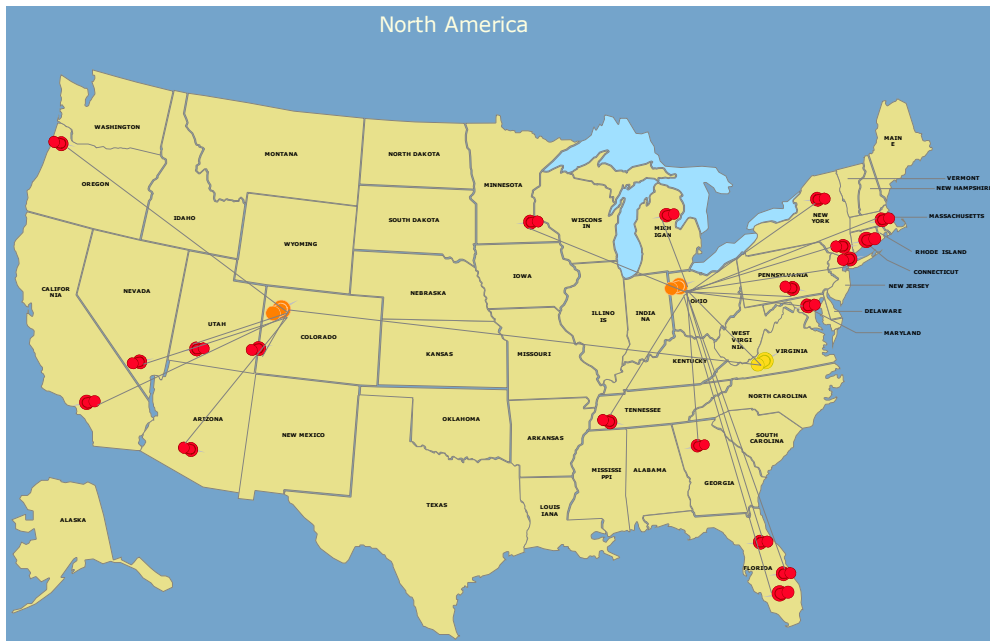 North America
WASHINGTON
MAIN
E
MONTANA
NORTH DAKOTA
VERMONT
OREGON
MINNESOTA
NEW HAMPSHIRE
IDAHO
SOUTH DAKOTA
WISCONS
IN
MICH
IGAN
NEW
YORK
MASSACHUSETTS
WYOMING
RHODE ISLAND
IOWA
PENNSYLVANIA
CONNECTICUT
CALIFOR
NIA
NEVADA
NEBRASKA
NEW JERSEY
OHIO
UTAH
ILLINO
IS
INDIA
NA
DELAWARE
COLORADO
WEST
VIRGI
NIA
MARYLAND
KANSAS
MISSOURI
VIRGINIA
KENTUCKY
NORTH CAROLINA
ARIZONA
OKLAHOMA
TENNESSEE
NEW MEXICO
ARKANSAS
SOUTH
CAROLINA
MISSISSI
PPI
ALABAMA
GEORGIA
TEXAS
LOUIS
IANA
ALASKA
FLORIDA